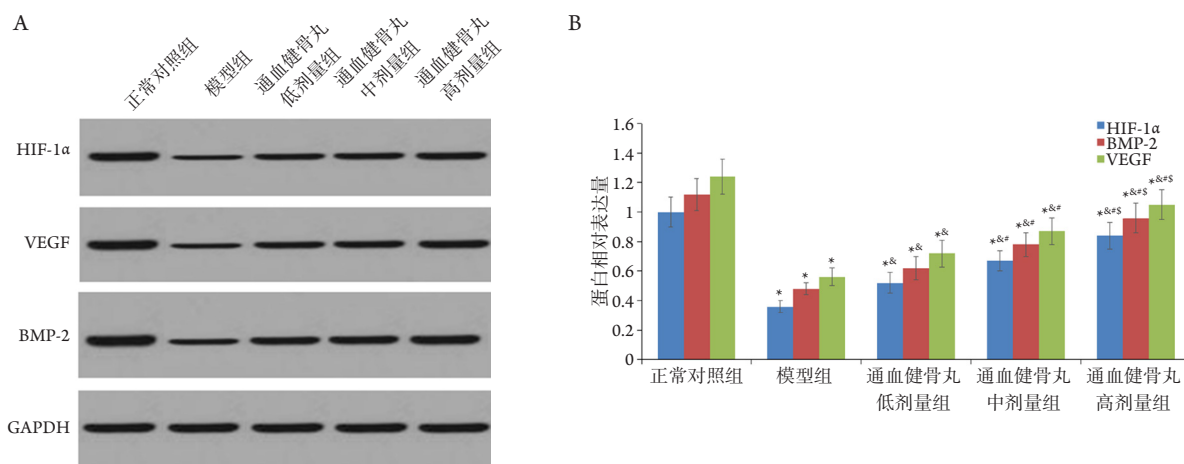 A
正常对照组
模型组
通血健骨丸
低剂量组
通血健骨丸
中剂量组
通血健骨丸
高剂量组
HIF-1α
VEGF
BMP-2
GAPDH
B
HIF-1α
BMP-2
VEGF
蛋白相对表达量
1.6
1.4
1.2
1
0.8
0.6
0.4
0.2
0
*
*
*
*&
*&
*&
*&#
*&#
*&#
*&#$
*&#$
*&#$
正常对照组
模型组
通血健骨丸
低剂量组
通血健骨丸
中剂量组
通血健骨丸
高剂量组